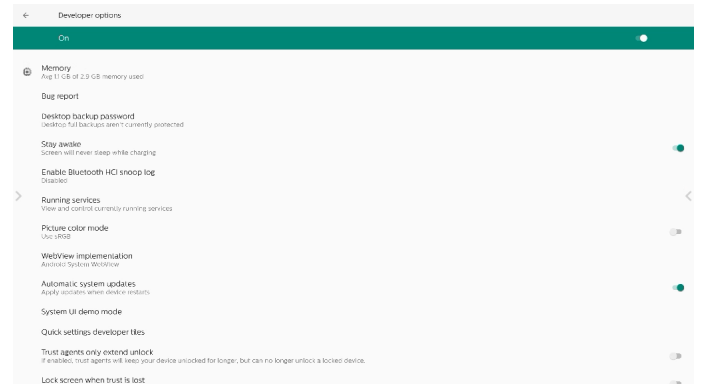 Developer options
On
Memory
Avg 1.1 GB of 2.9 GB memory used
Bug report
Desktop backup password
Desktop full backups aren't currently protected
Stay awake
Screen will never sleep while charging
Enable Bluetooth HCI snoop log
Disabled
Running services
View and control currently running services
Picture color mode
Use sRGB
WebView implementation
Android System WebView
Automatic system updates
Apply updates when device restarts
System UI demo mode
Quick settings developer tiles
Trust agents only extend unlock
If enabled, trust agents will keep your device unlocked for longer, but can no longer unlock a locked device.
Lock screen when trust is lost